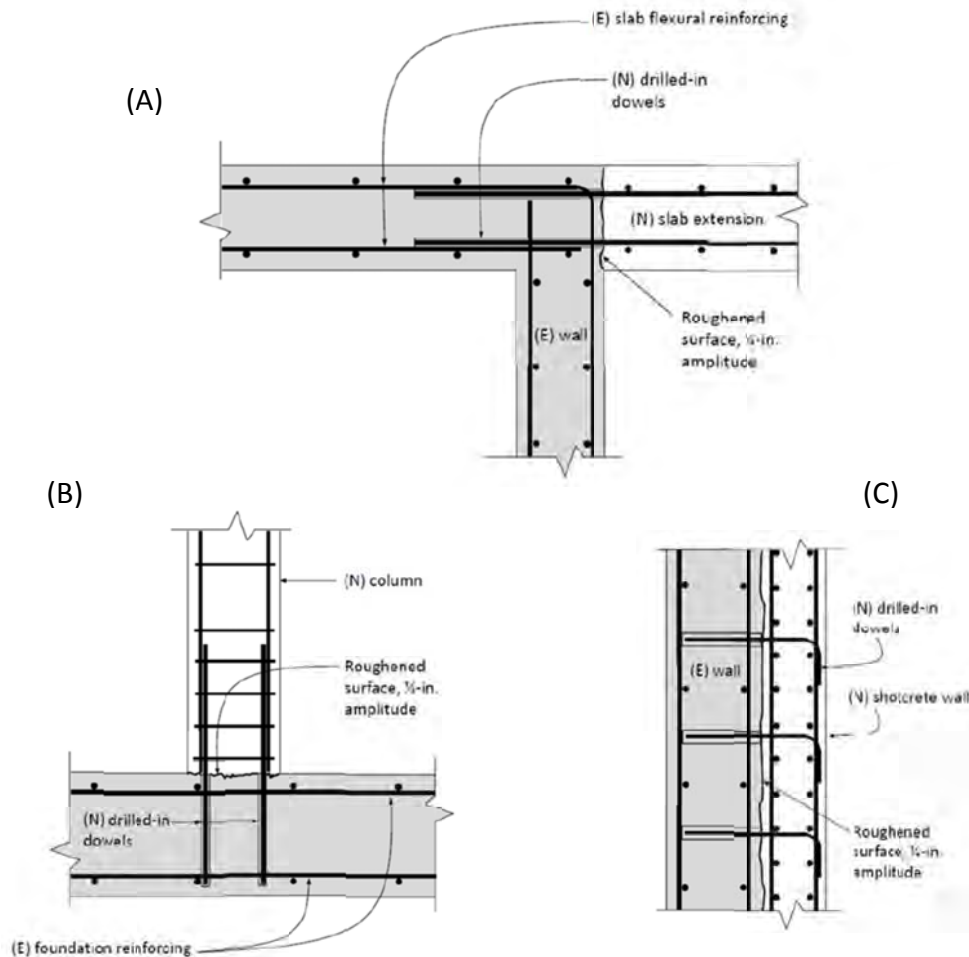 (E) slab flexural reinforcing
(A)
(N) drilled-in
dowels
(N) slab extension
(E) wall
Roughened
surface, ¼-in.
amplitude
(B)
(C)
(N) column
Roughened
surface, ¼-in.
amplitude
(N) drilled-in
dowels
(E) foundation reinforcing
(N) drilled-in
dowels
(E) wall
(N) shotcrete wall
Roughened
surface, ¼-in.
amplitude